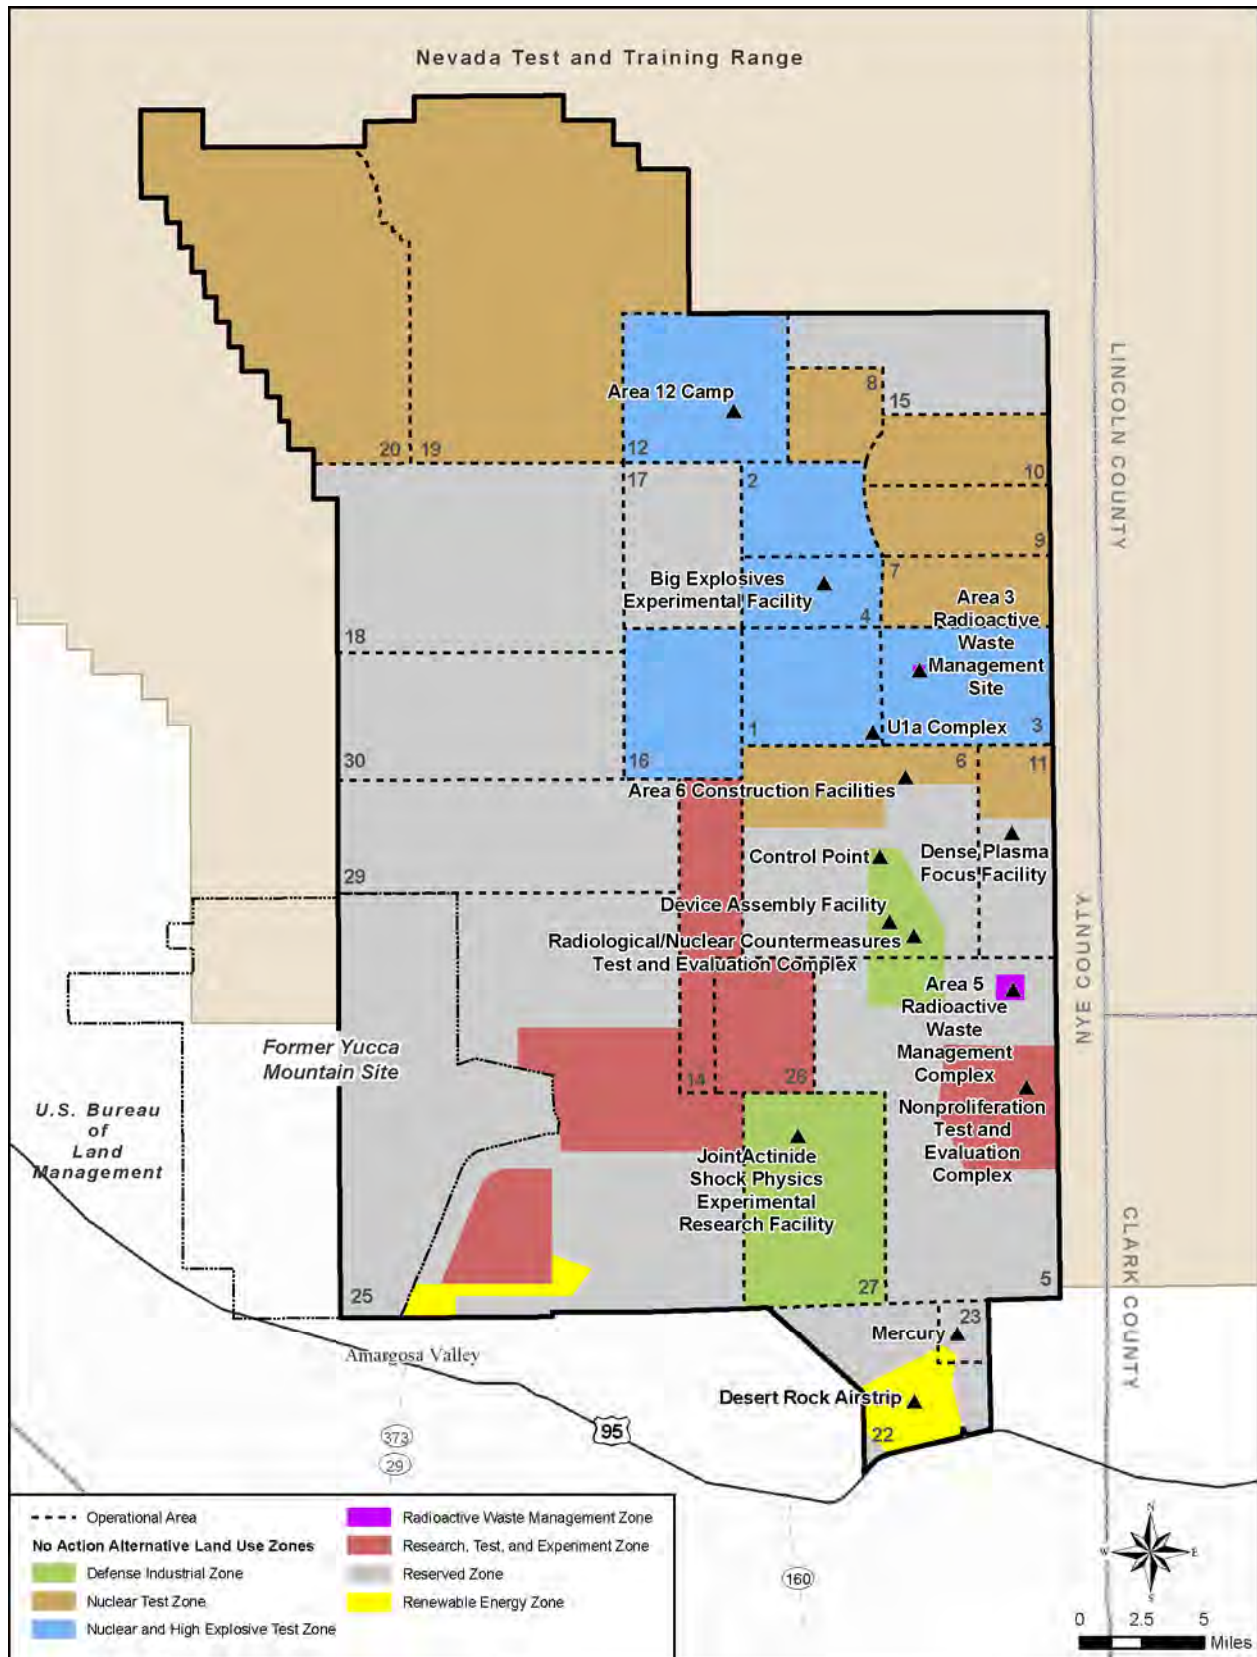 Nevada Test and Training Range
LINCOLN COUNTY
Area 12 Camp
8
15
20
19
12
10
17
2
9
Big Explosives
Experimental Facility
7
Area 3
Radioactive
Waste
Management
Site
4
18
U1a Complex
1
3
30
16
6
11
Area 6 Construction Facilities
Control Point
Dense Plasma
Focus Facility
29
Device Assembly Facility
Radiological/Nuclear Countermeasures
Test and Evaluation Complex
NYE COUNTY
Area 5
Radioactive
Waste
Management
Complex
Former Yucca
Mountain Site
14
26
U.S. Bureau
of
Land
Management
Nonproliferation
Test and
Evaluation
Complex
JointActinide
Shock Physics
Experimental
Research Facility
CLARK COUNTY
25
27
5
23
Mercury
Amargosa Valley
Desert Rock Airstrip
22
95
373
29
160
Operational Area
No Action Alternative Land Use Zones
Defense Industrial Zone
Nuclear Test Zone
Nuclear and High Explosive Test Zone
Radioactive Waste Management Zone
Research, Test, and Experiment Zone
Reserved Zone
Renewable Energy Zone
N
W
E
S
0 2.5 5
Miles